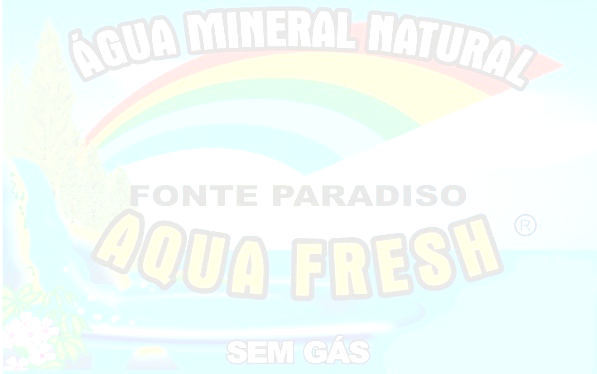 ÁGUA MINERAL NATURAL
FONTE PARADISO
AQUA FRESH ®
SEM GÁS